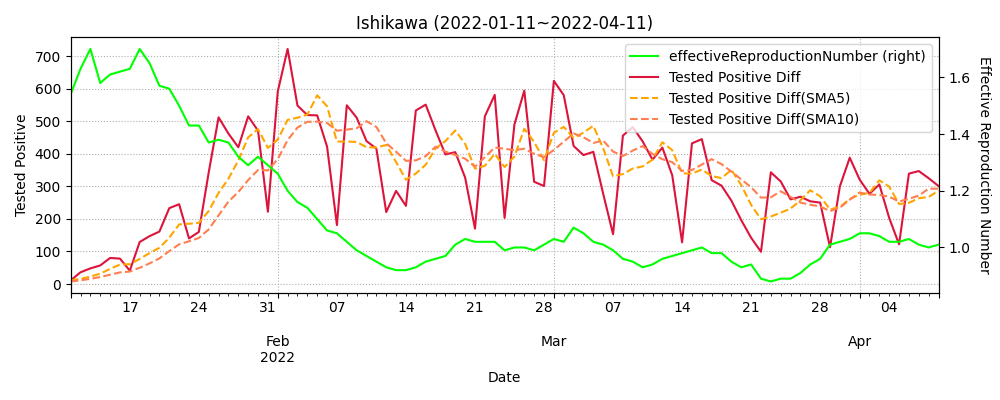 Ishikawa (2022-01-11~2022-04-11)
effectiveReproductionNumber (right)
Tested Positive Diff
Tested Positive Diff(SMA5)
Tested Positive Diff(SMA10)
Tested Positive
700
600
500
400
300
200
100
0
1.6
1.4
1.2
1.0
Effective Reproduction Number
17 24 31 07 14 21 28 07 14 21 28 04
Feb Mar Apr
2022
Date